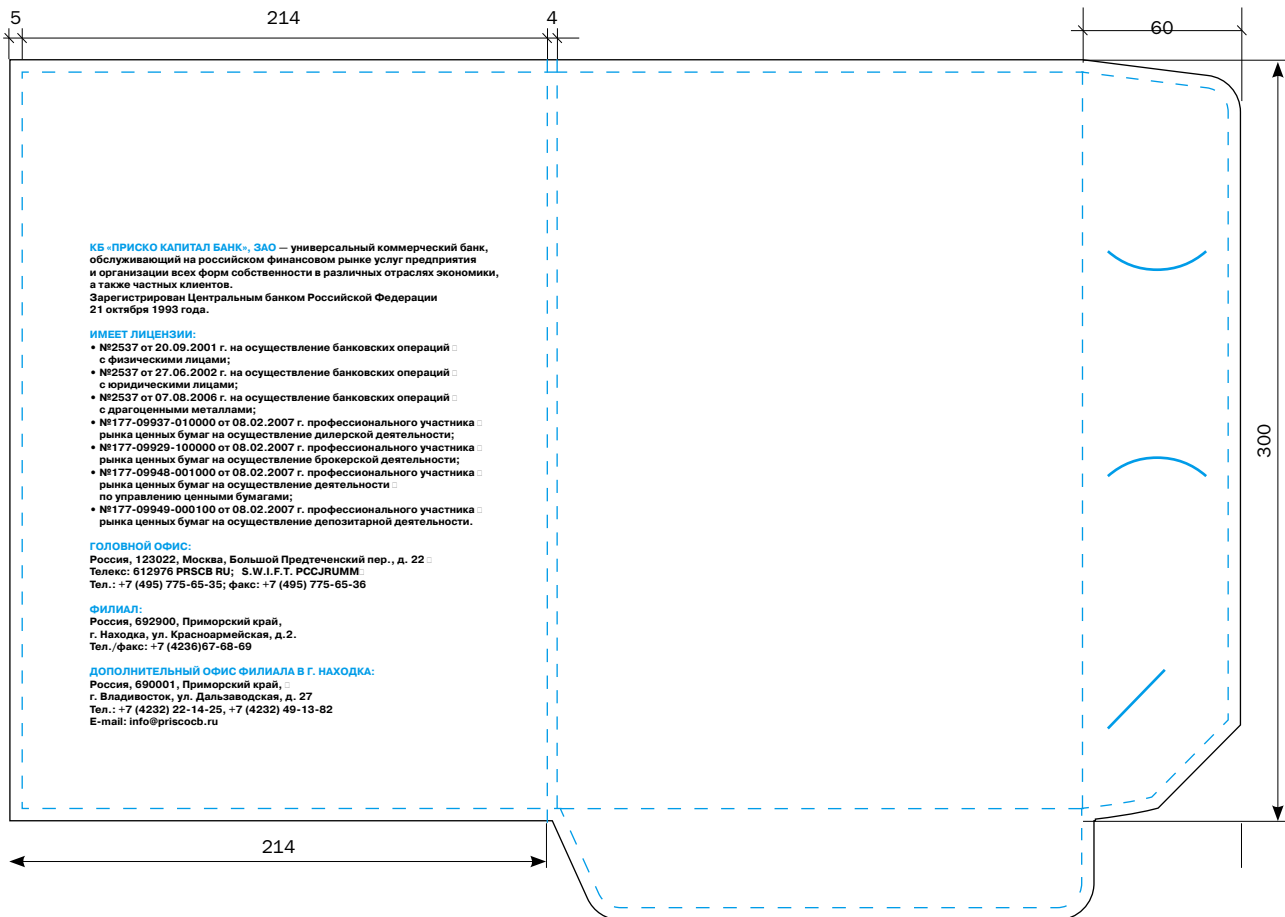 5
214
4
60
КБ «ПРИСКО КАПИТАЛ БАНК», ЗАО — универсальный коммерческий банк,
обслуживающий на российском финансовом рынке услуг предприятия
и организации всех форм собственности в различных отраслях экономики,
а также частных клиентов.
Зарегистрирован Центральным банком Российской Федерации
21 октября 1993 года.
ИМЕЕТ ЛИЦЕНЗИИ:
• №2537 от 20.09.2001 г. на осуществление банковских операций
с физическими лицами;
• №2537 от 27.06.2002 г. на осуществление банковских операций
с юридическими лицами;
• №2537 от 07.08.2006 г. на осуществление банковских операций
с драгоценными металлами;
• №177-09937-010000 от 08.02.2007 г. профессионального участника
рынка ценных бумаг на осуществление дилерской деятельности;
• №177-09929-100000 от 08.02.2007 г. профессионального участника
рынка ценных бумаг на осуществление брокерской деятельности;
• №177-09948-001000 от 08.02.2007 г. профессионального участника
рынка ценных бумаг на осуществление деятельности
по управлению ценными бумагами;
• №177-09949-000100 от 08.02.2007 г. профессионального участника
рынка ценных бумаг на осуществление депозитарной деятельности.
ГОЛОВНОЙ ОФИС:
Россия, 123022, Москва, Большой Предтеченский пер., д. 22
Телекс: 612976 PRSCB RU; S.W.I.F.T. PCCJRUMM
Тел.: +7 (495) 775-65-35; факс: +7 (495) 775-65-36
ФИЛИАЛ:
Россия, 692900, Приморский край,
г. Находка, ул. Красноармейская, д.2.
Тел./факс: +7 (4236)67-68-69
ДОПОЛНИТЕЛЬНЫЙ ОФИС ФИЛИАЛА В Г. НАХОДКА:
Россия, 690001, Приморский край,
г. Владивосток, ул. Дальзаводская, д. 27
Тел.: +7 (4232) 22-14-25, +7 (4232) 49-13-82
E-mail: info@priscocb.ru
300
214